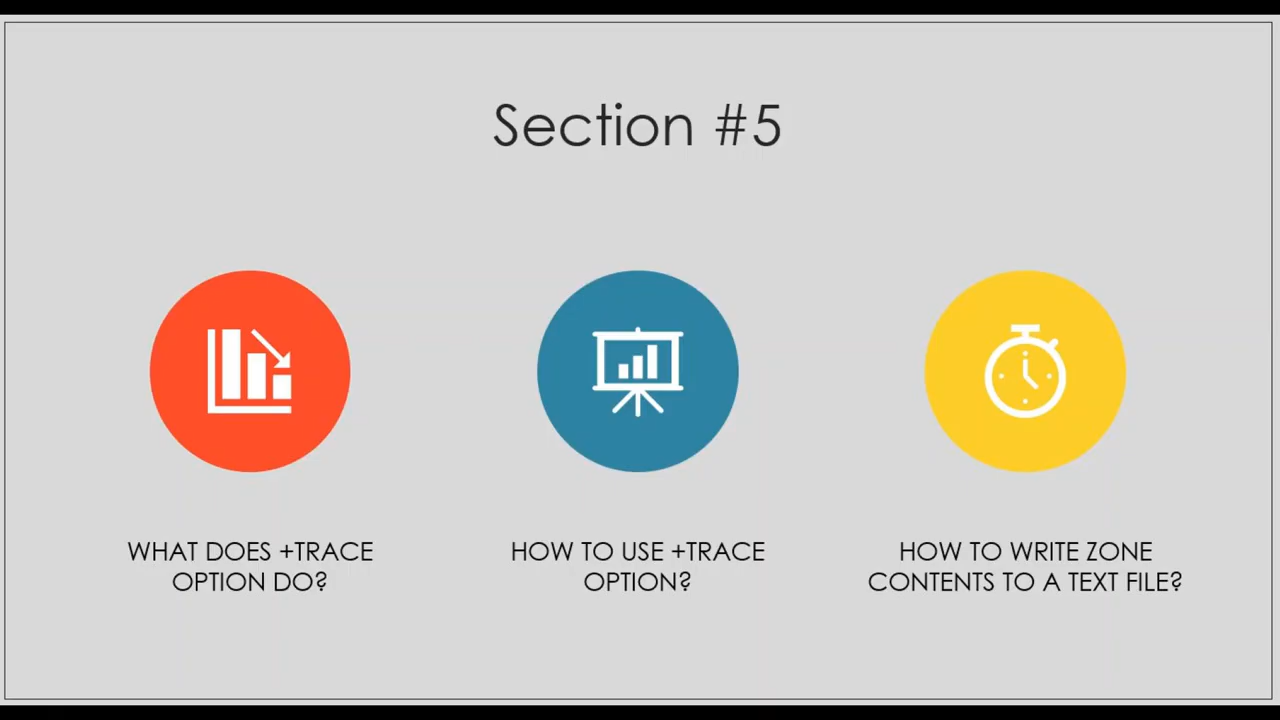 Section #5
WHAT DOES +TRACE
OPTION DO?
HOW TO USE +TRACE
OPTION?
HOW TO WRITE ZONE
CONTENTS TO A TEXT FILE?